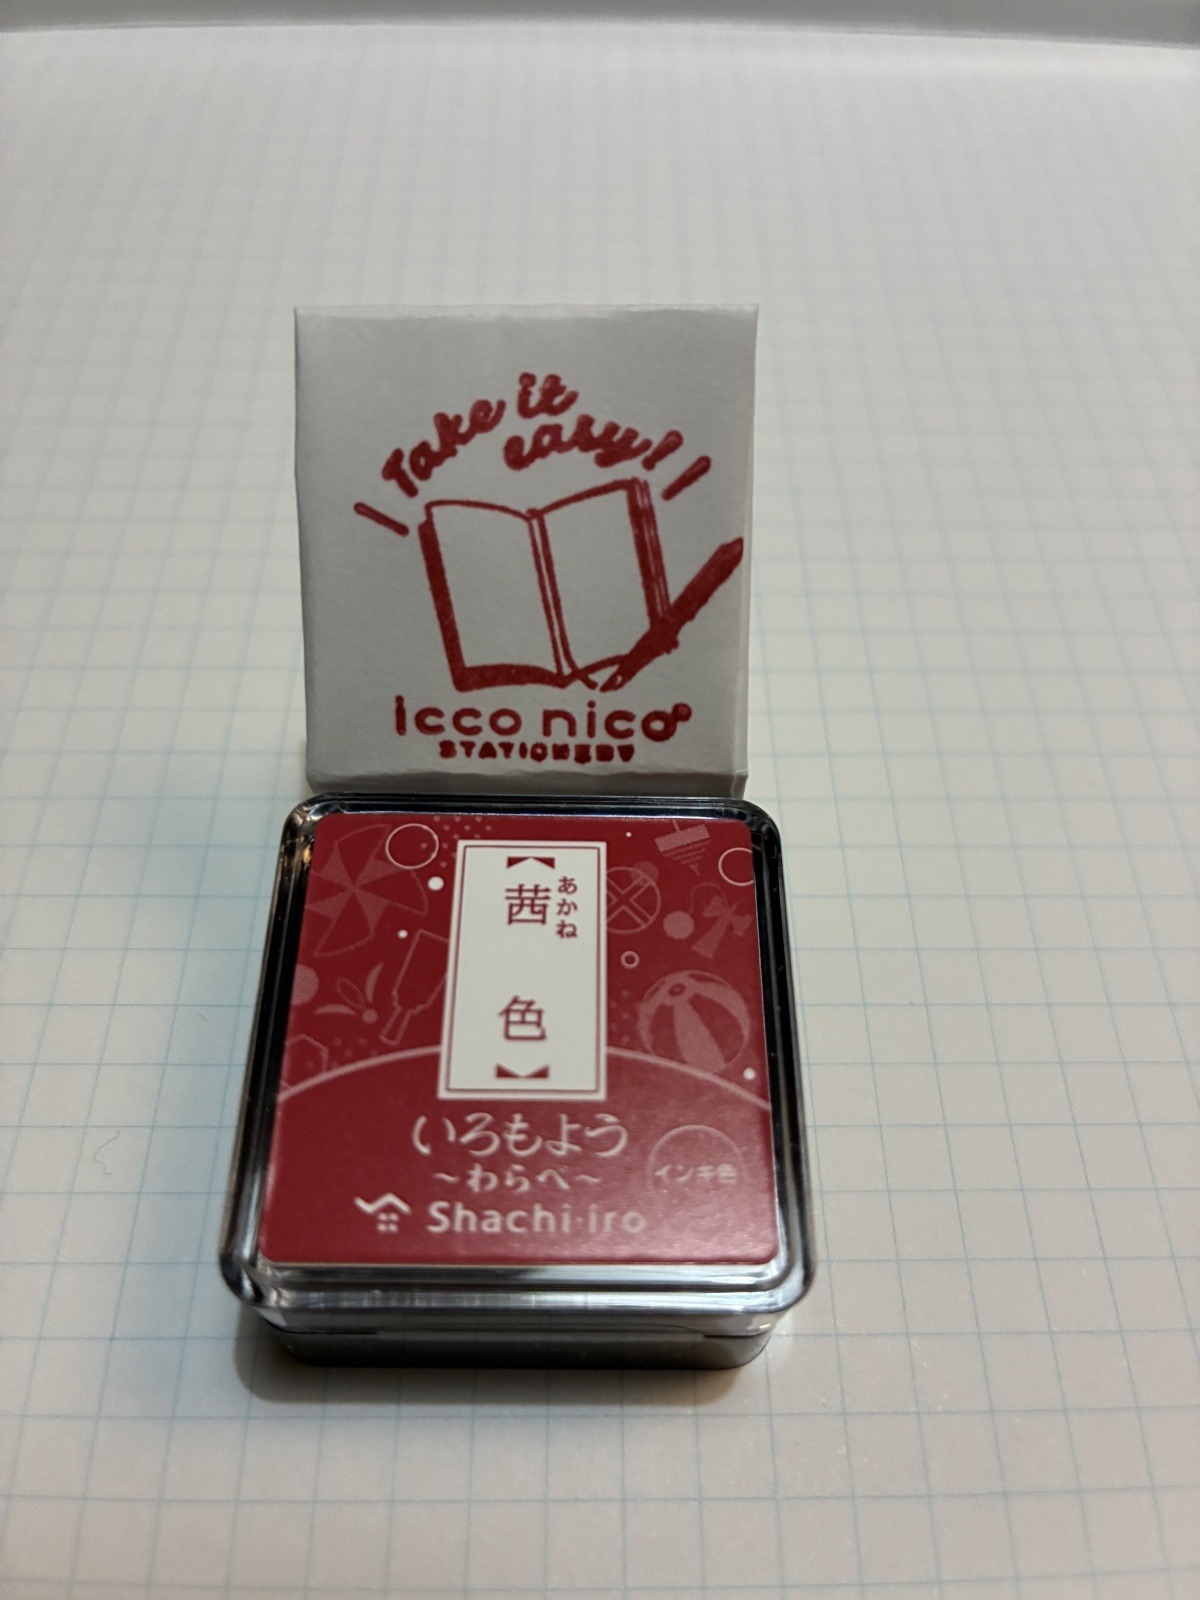 Take it
easy!
icco nico
STATIONERY
【茜色】
あかね
いろもよう
～わらべ～
インキ色
Shachi・iro